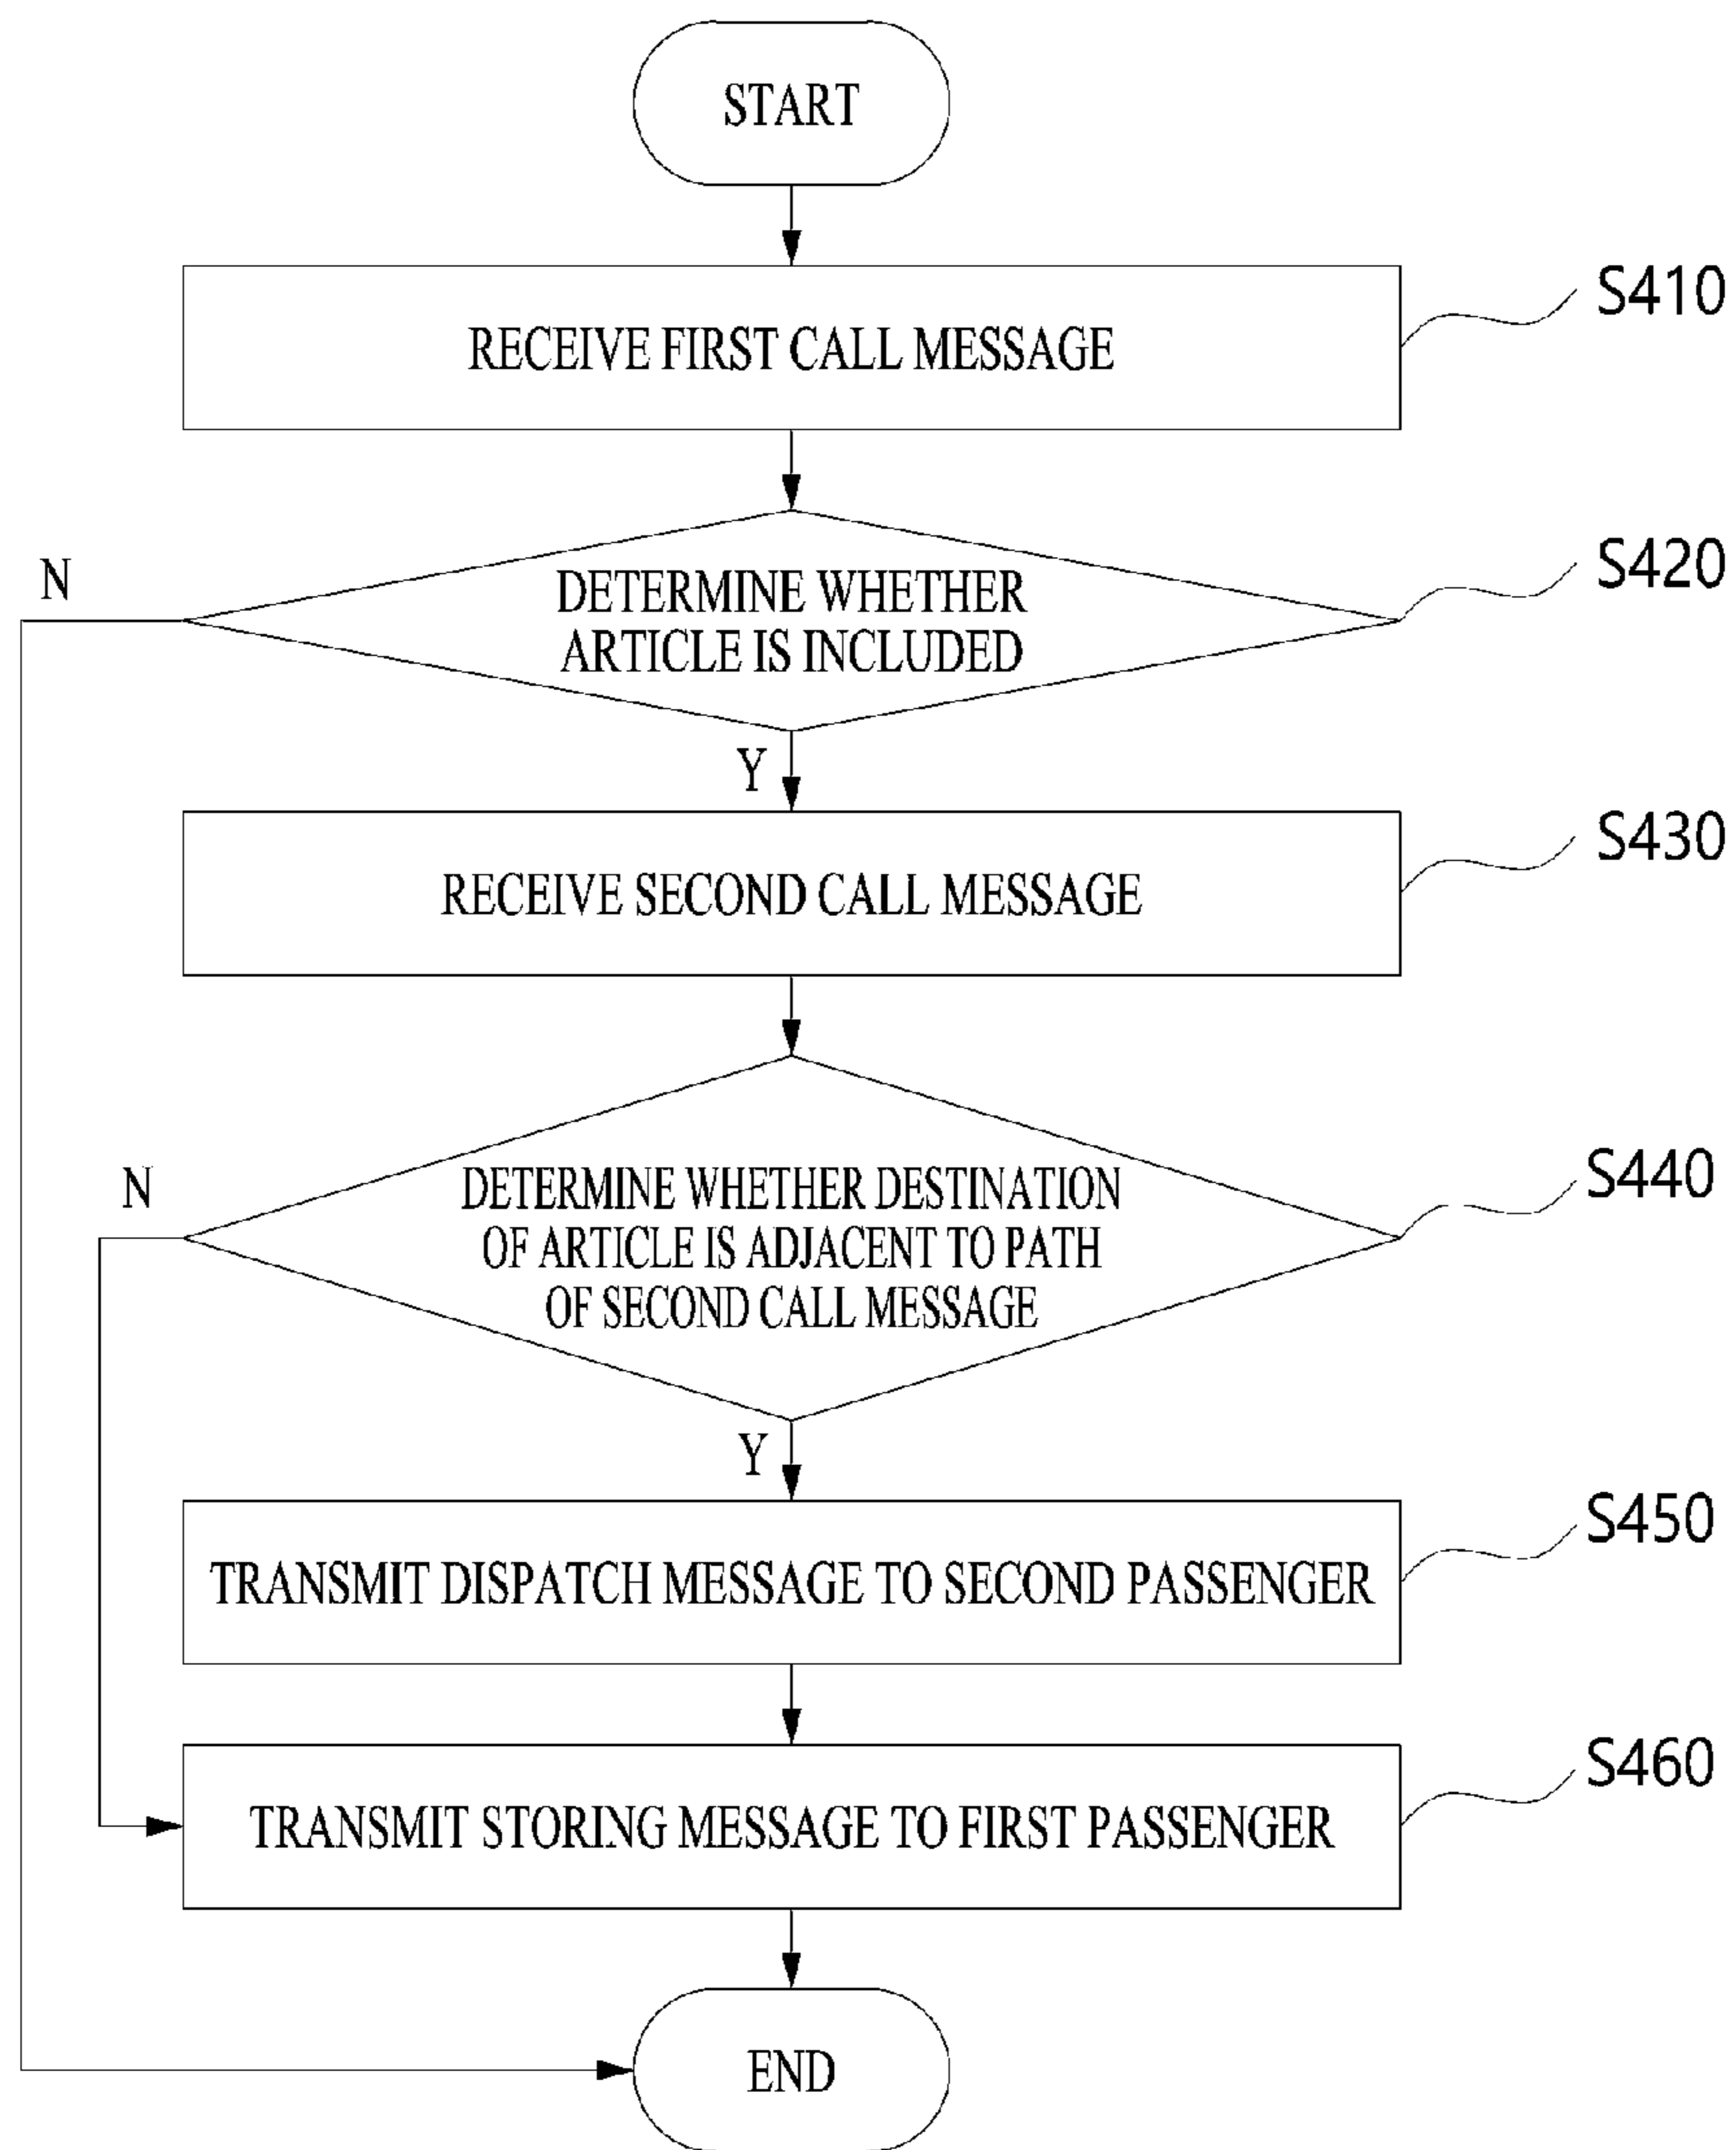 START
RECEIVE FIRST CALL MESSAGE
S410
N
DETERMINE WHETHER
ARTICLE IS INCLUDED
S420
Y
RECEIVE SECOND CALL MESSAGE
S430
N
DETERMINE WHETHER DESTINATION
OF ARTICLE IS ADJACENT TO PATH
OF SECOND CALL MESSAGE
S440
Y
TRANSMIT DISPATCH MESSAGE TO SECOND PASSENGER
S450
TRANSMIT STORING MESSAGE TO FIRST PASSENGER
S460
END